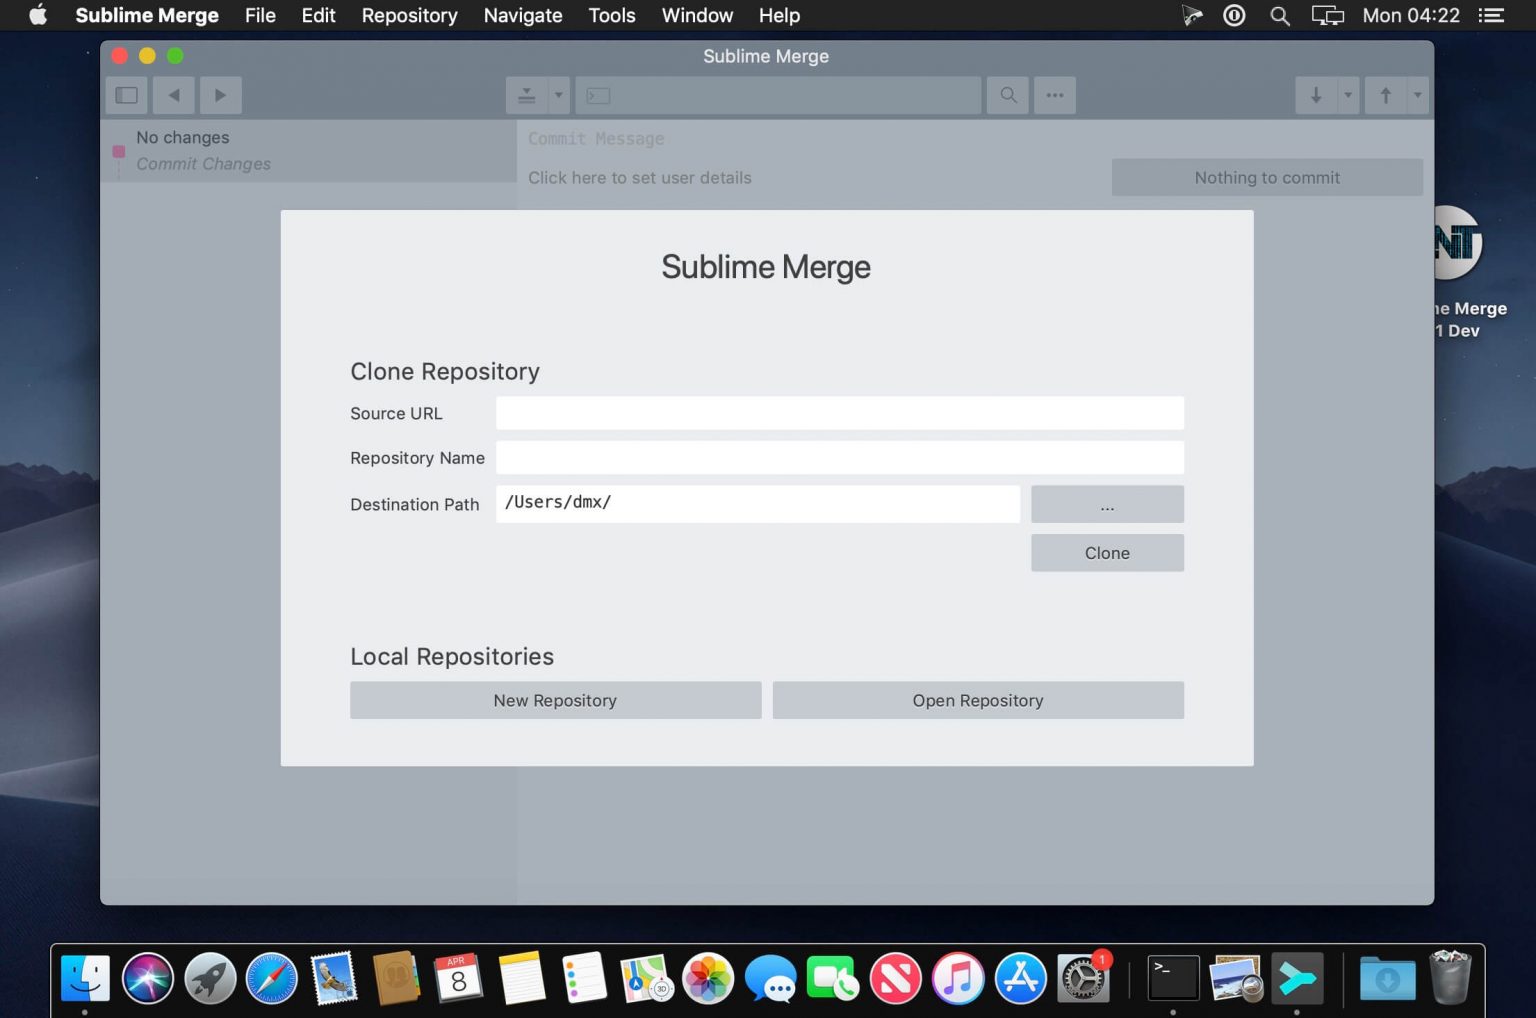 Sublime Merge File Edit Repository Navigate Tools Window Help Mon 04:22
Sublime Merge
No changes
Commit Changes
Commit Message
Click here to set user details
Nothing to commit
Sublime Merge
Clone Repository
Source URL
Repository Name
Destination Path /Users/dmx/ ...
Clone
Local Repositories
New Repository Open Repository
NT
Merge
1 Dev
APR
8
3D
1
>_